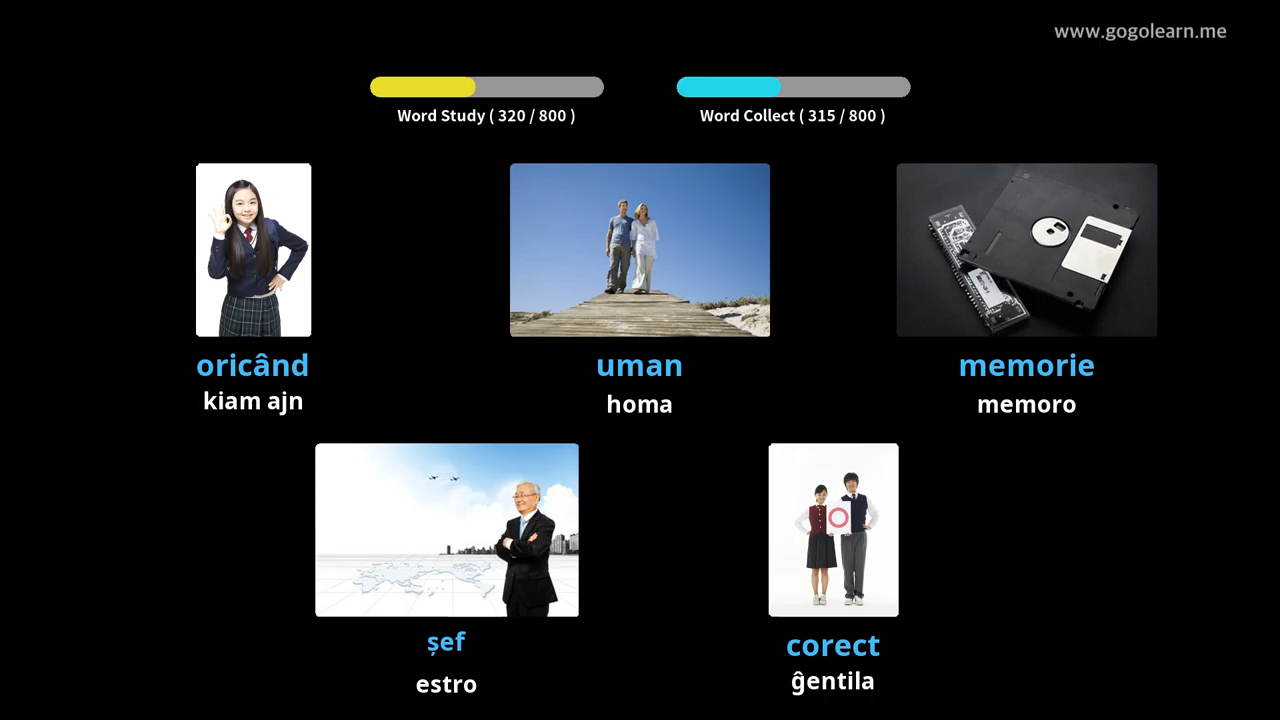 www.gogolearn.me
Word Study ( 320 / 800 )
Word Collect ( 315 / 800 )
oricând
kiam ajn
uman
homa
memorie
memoro
șef
estro
corect
ĝentila